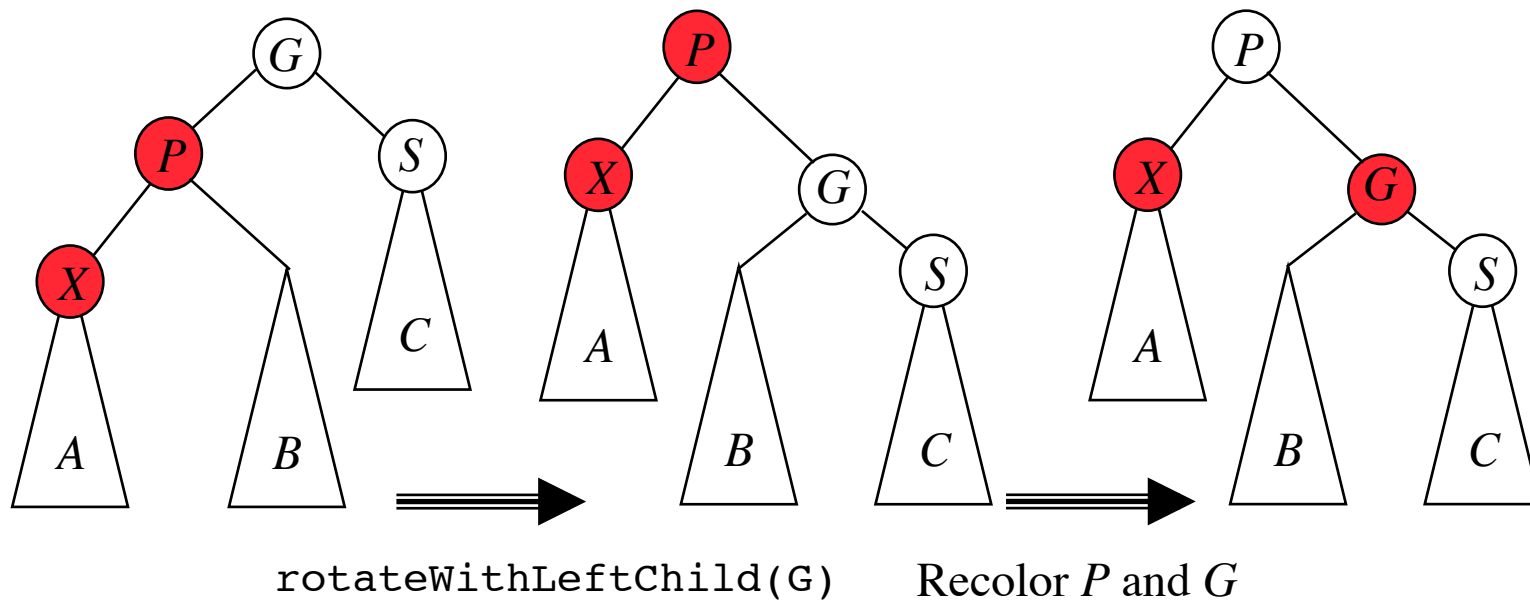 G P P
P S X G X G
X S S
A B C A B C A B C
rotateWithLeftChild(G) Recolor P and G